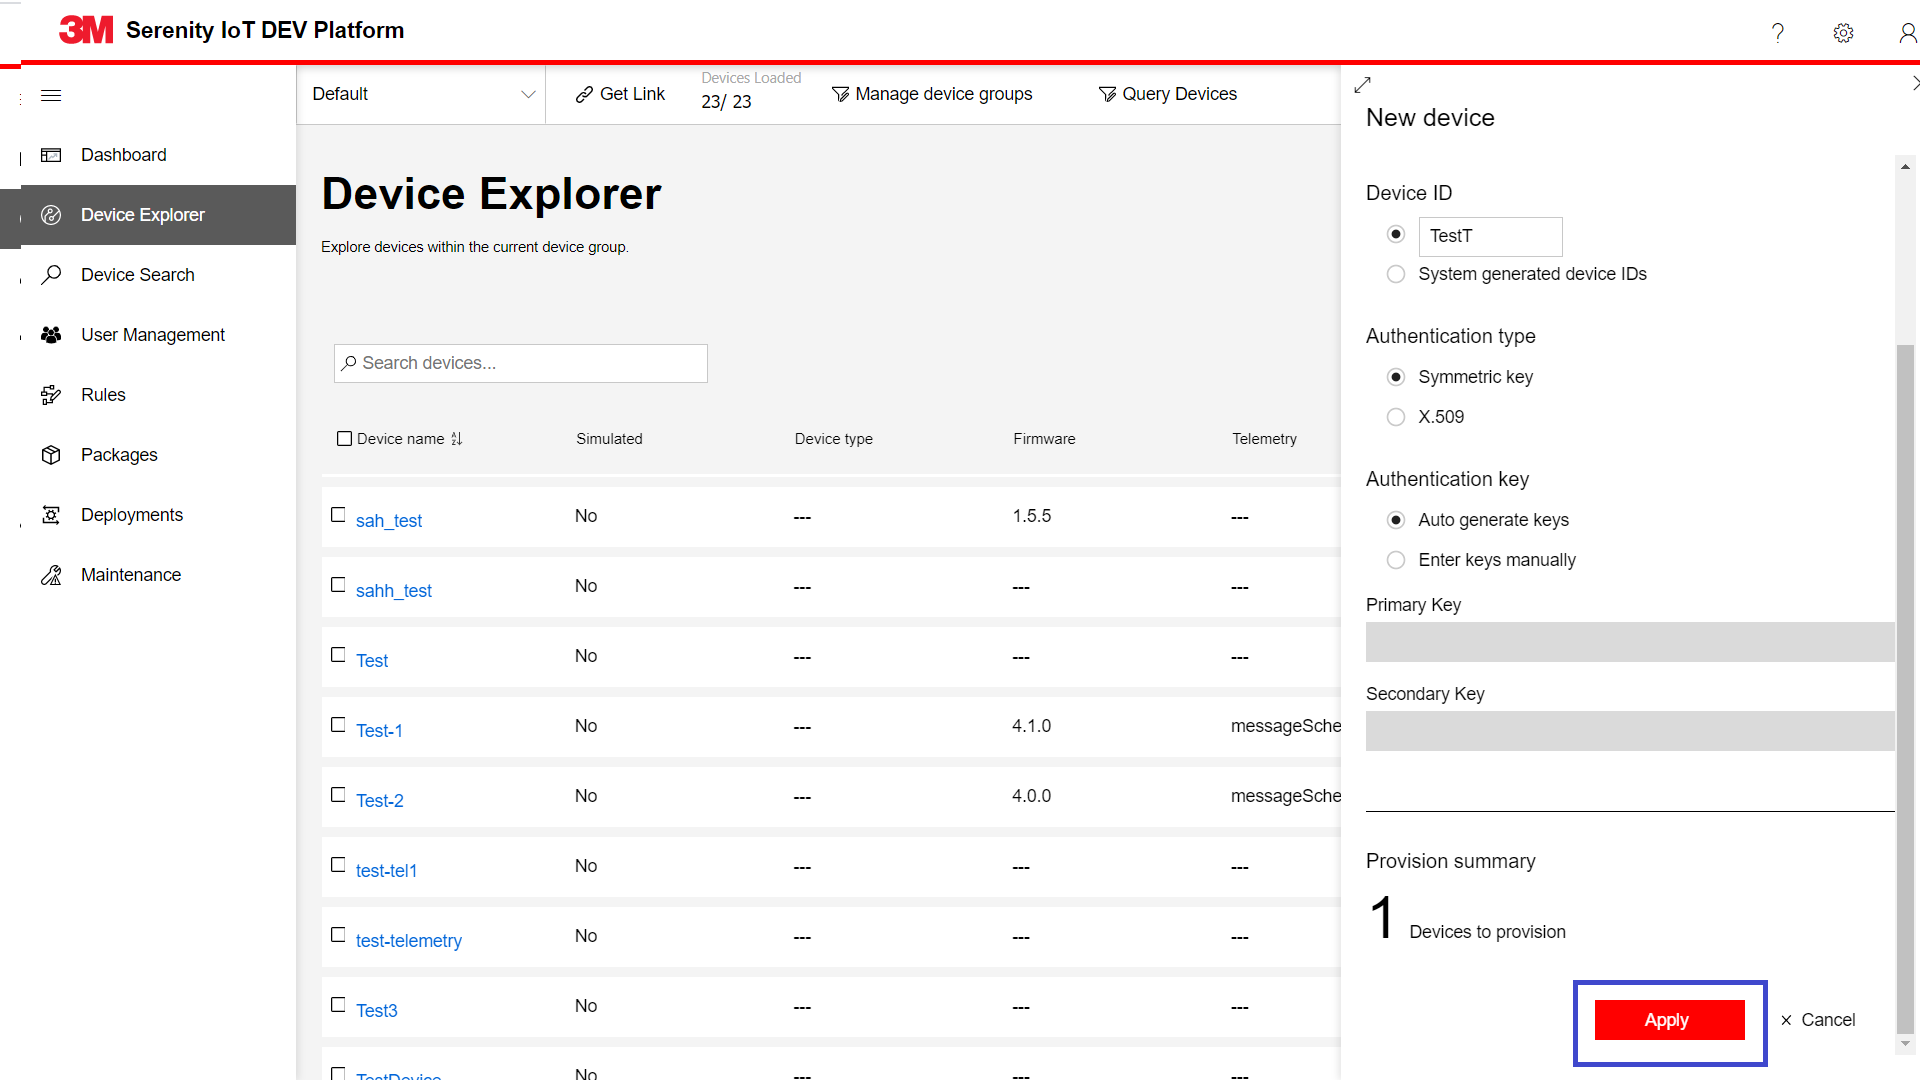 3M Serenity IoT DEV Platform
?
Default
Get Link
Devices Loaded
23/ 23
Manage device groups
Query Devices
Dashboard
Device Explorer
Device Search
User Management
Rules
Packages
Deployments
Maintenance
Device Explorer
Explore devices within the current device group.
Search devices...
Device name Simulated Device type Firmware Telemetry
sah_test No --- 1.5.5 ---
sahh_test No --- --- ---
Test No --- --- ---
Test-1 No --- 4.1.0 messageSche
Test-2 No --- 4.0.0 messageSche
test-tel1 No --- --- ---
test-telemetry No --- --- ---
Test3 No --- --- ---
TestDevice No --- --- ---
New device
Device ID
TestT
System generated device IDs
Authentication type
Symmetric key
X.509
Authentication key
Auto generate keys
Enter keys manually
Primary Key
Secondary Key
Provision summary
1 Devices to provision
Apply
Cancel